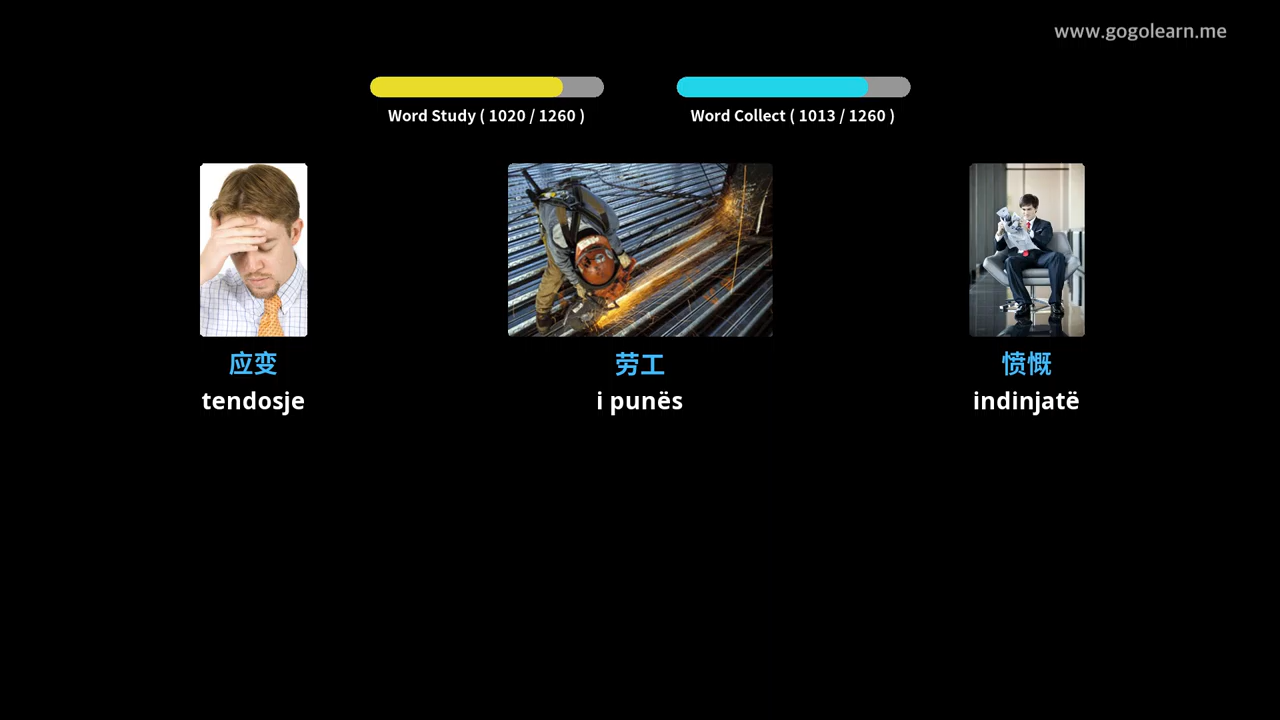 www.gogolearn.me
Word Study ( 1020 / 1260 )
Word Collect ( 1013 / 1260 )
应变
劳工
愤慨
tendosje
i punës
indinjatë